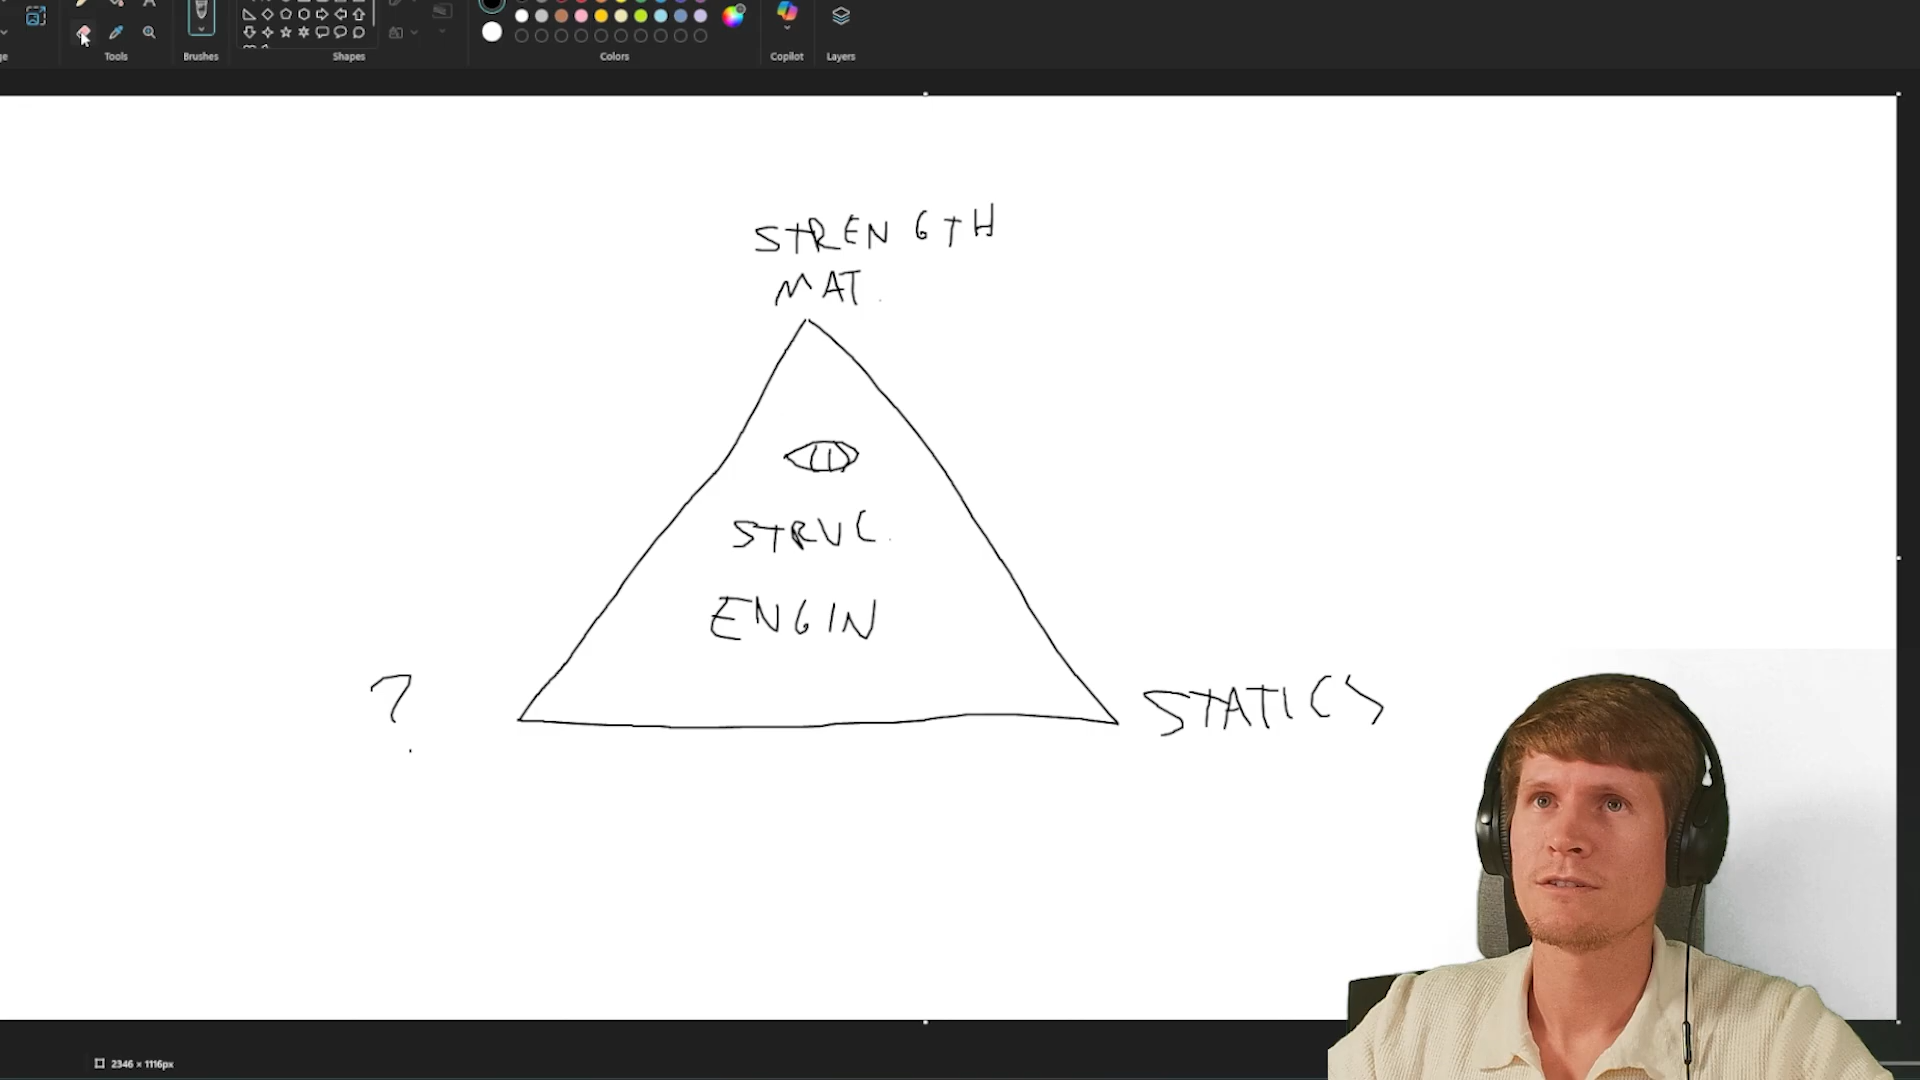 Tools
Brushes
Shapes
Colors
Copilot
Layers
STRENGTH
MAT.
STRUC.
ENGIN
?
STATICS
2346 × 1116px